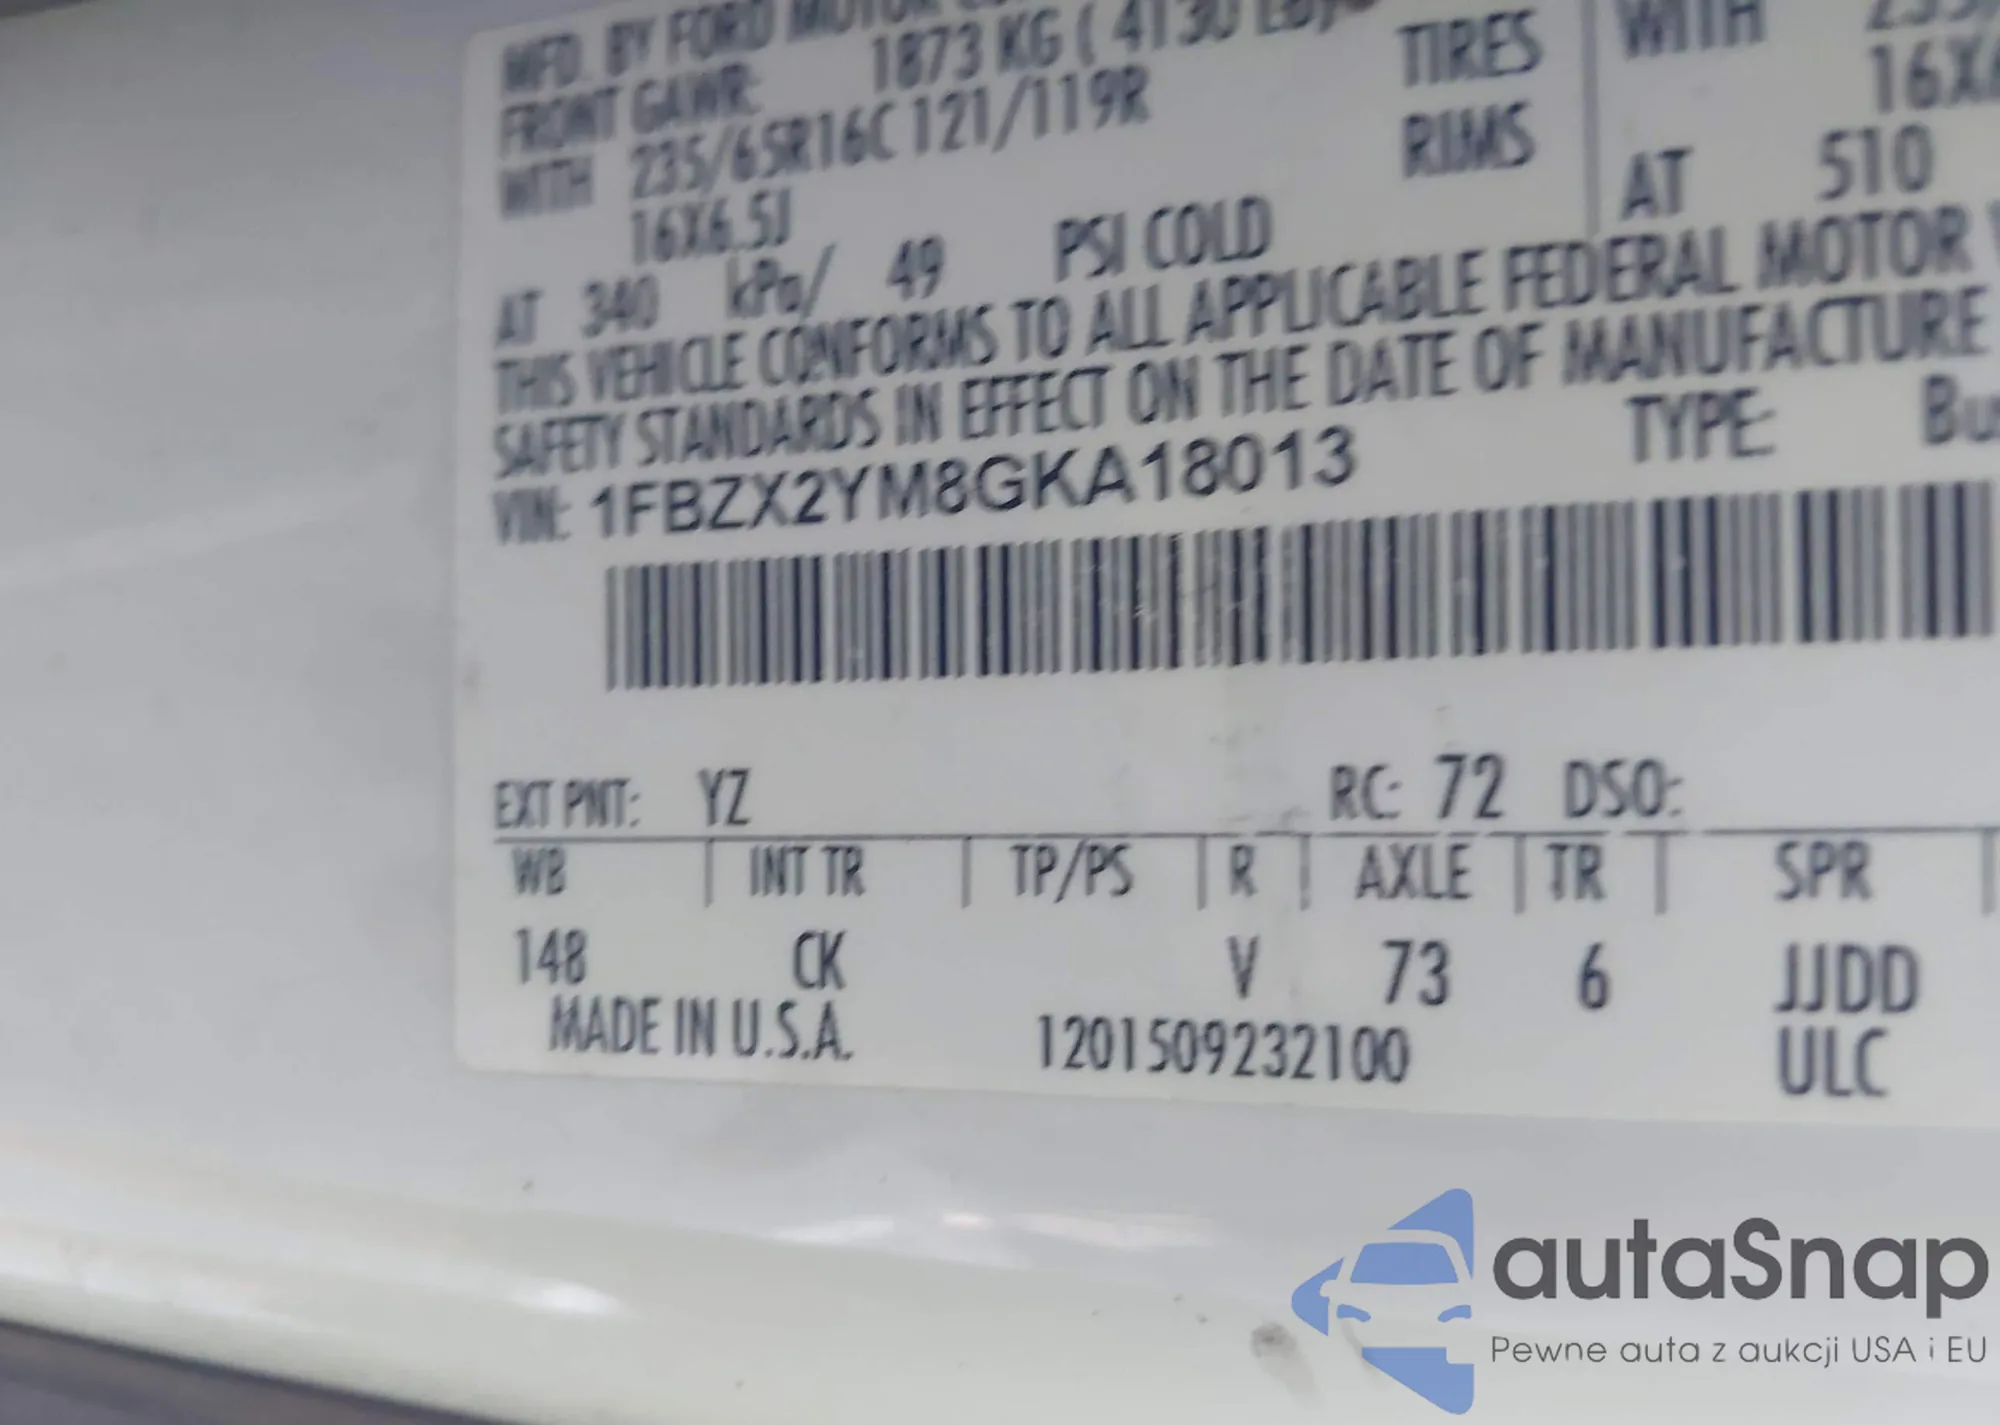 MFD. BY FORD MOTOR
FRONT GAWR: 1873 KG ( 4130 LB)
WITH 235/65R16C 121/119R TIRES
16X6.5J RIMS
AT 340 kPa/ 49 PSI COLD
WITH
16X
AT 510
THIS VEHICLE CONFORMS TO ALL APPLICABLE FEDERAL MOTOR
SAFETY STANDARDS IN EFFECT ON THE DATE OF MANUFACTURE
VIN: 1FBZX2YM8GKA18013 TYPE:
EXT PNT: YZ RC: 72 DSO:
WB INT TR TP/PS R AXLE TR SPR
148 CK V 73 6 JJDD
MADE IN U.S.A. 1201509232100 ULC
autaSnap
Pewne auta z aukcji USA i EU